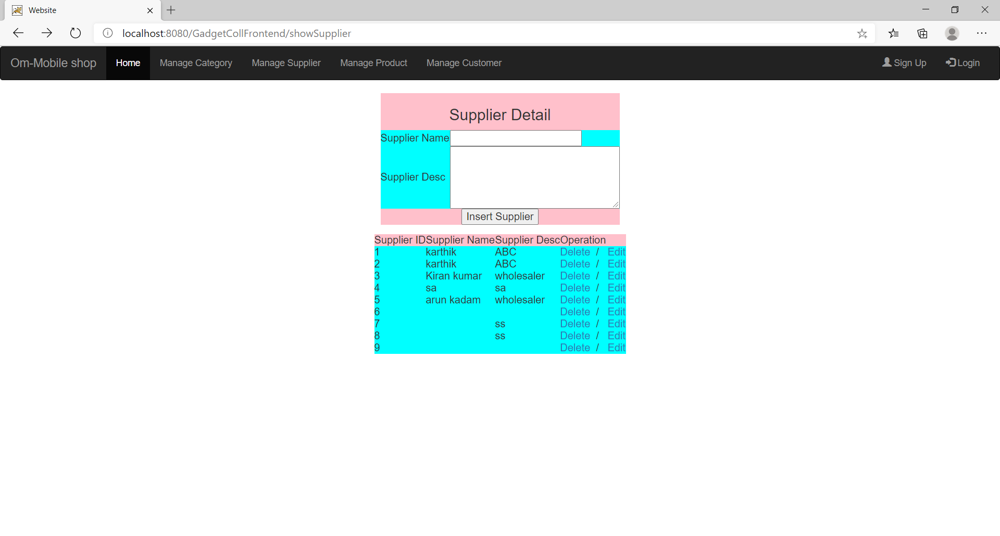 Website
localhost:8080/GadgetCollFrontend/showSupplier
Om-Mobile shop Home Manage Category Manage Supplier Manage Product Manage Customer Sign Up Login
Supplier Detail
Supplier Name
Supplier Desc
Insert Supplier
Supplier ID Supplier Name Supplier Desc Operation
1 karthik ABC Delete / Edit
2 karthik ABC Delete / Edit
3 Kiran kumar wholesaler Delete / Edit
4 sa sa Delete / Edit
5 arun kadam wholesaler Delete / Edit
6 Delete / Edit
7 ss Delete / Edit
8 ss Delete / Edit
9 Delete / Edit